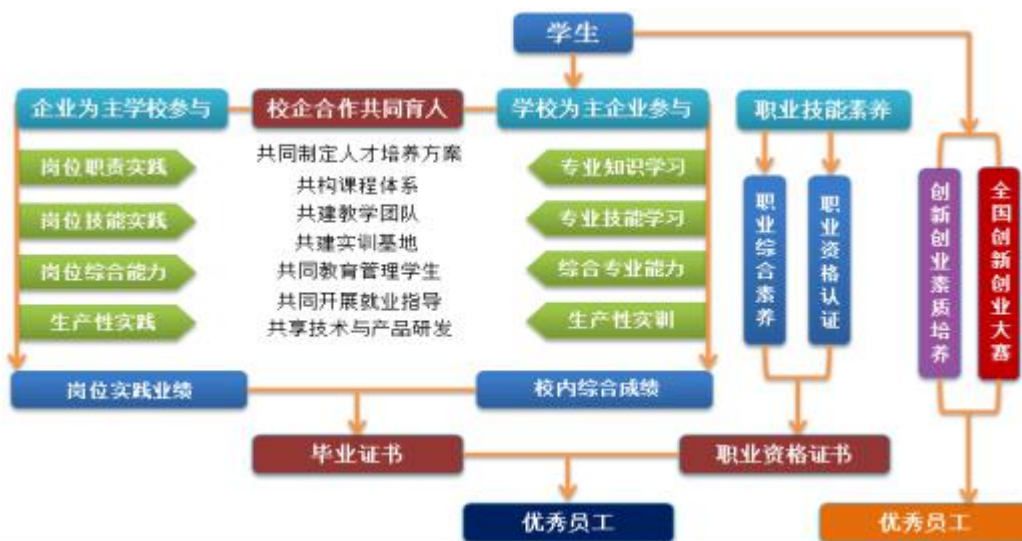 学生
企业为主学校参与
校企合作共同育人
学校为主企业参与
职业技能素养
岗位职责实践
岗位技能实践
岗位综合能力
生产性实践
共同制定人才培养方案
共构课程体系
共建教学团队
共建实训基地
共同教育管理学生
共同开展就业指导
共享技术与产品研发
专业知识学习
专业技能学习
综合专业能力
生产性实训
职业综合素养
职业资格认证
创新创业素质培养
全国创新创业大赛
岗位实践业绩
校内综合成绩
毕业证书
职业资格证书
优秀员工
优秀员工